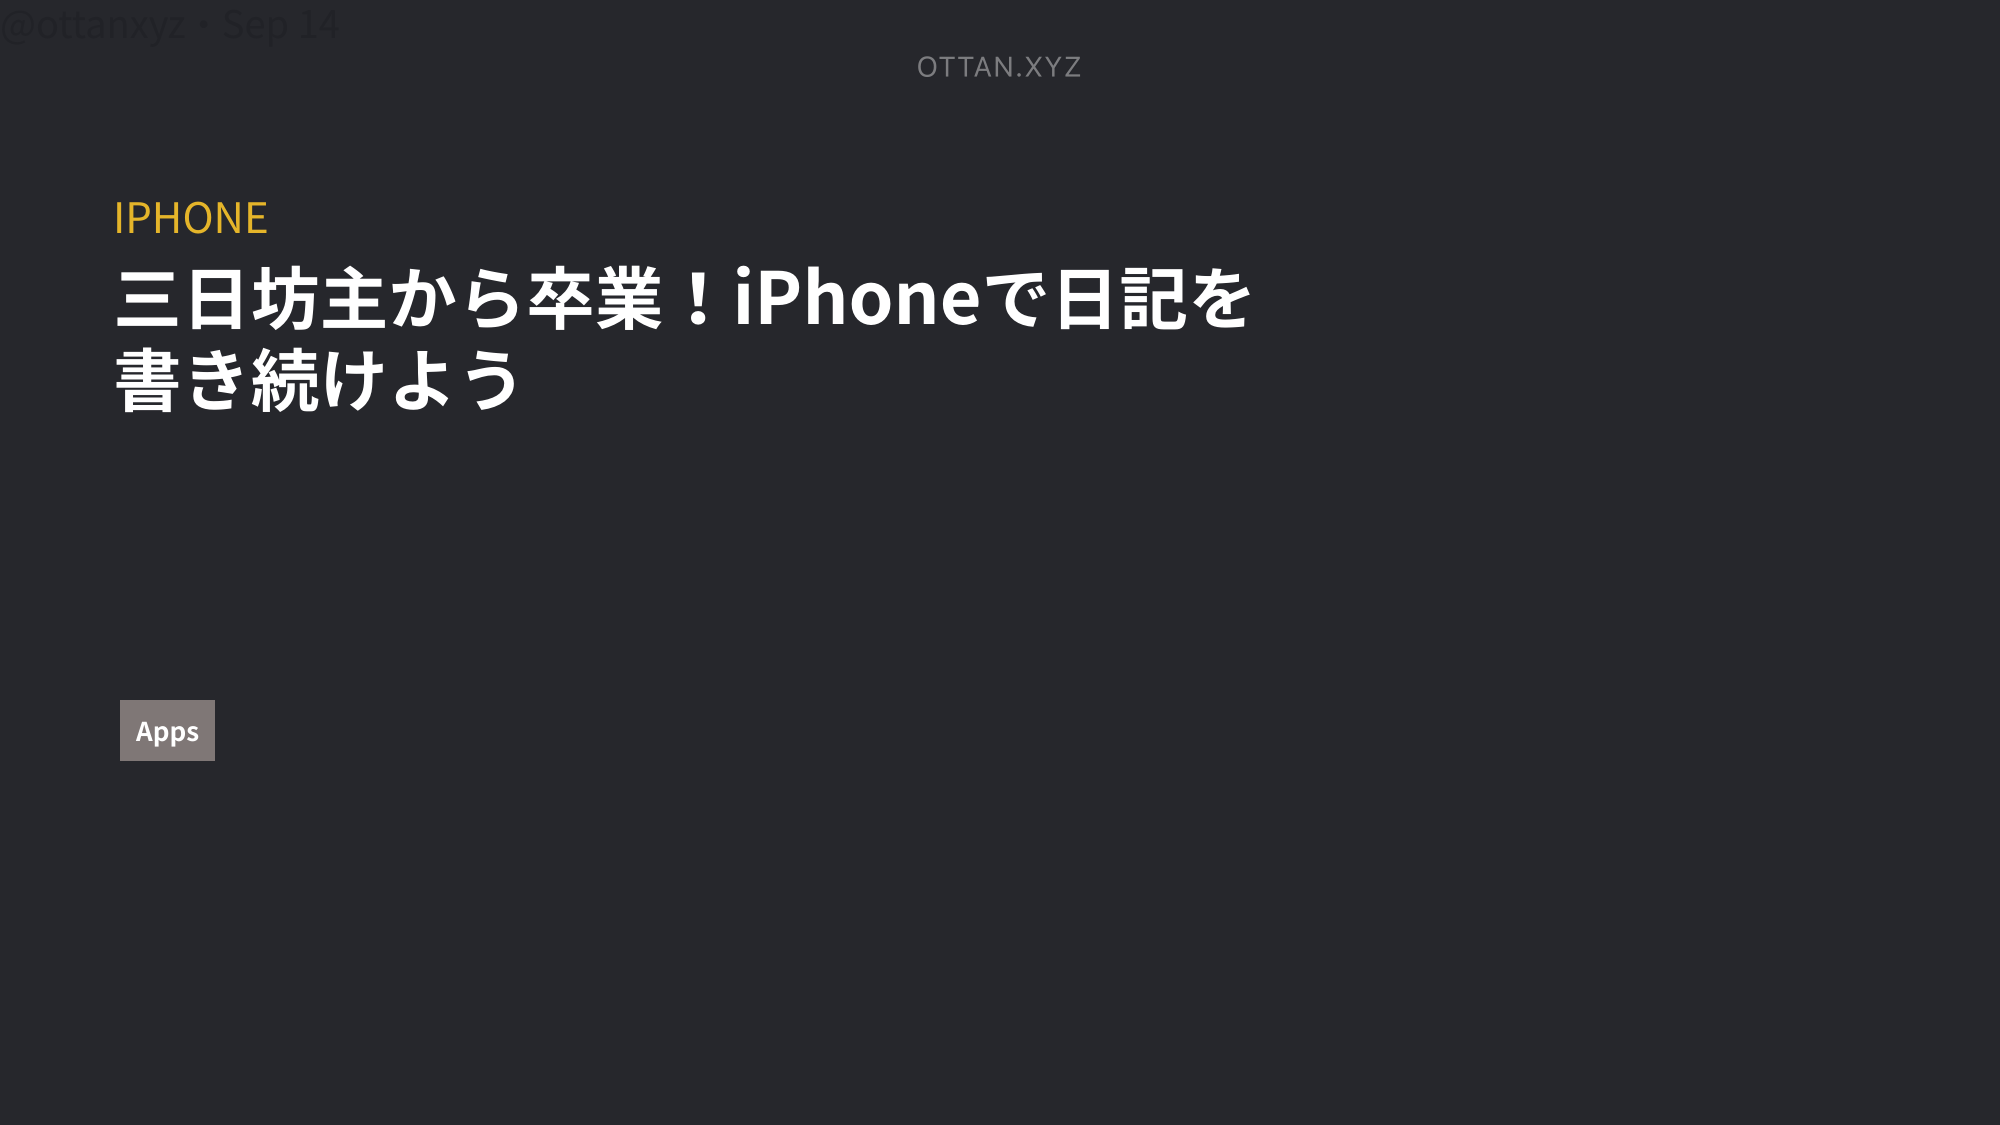 @ottanxyz・Sep 14
OTTAN.XYZ
IPHONE
三日坊主から卒業！iPhoneで日記を
書き続けよう
Apps